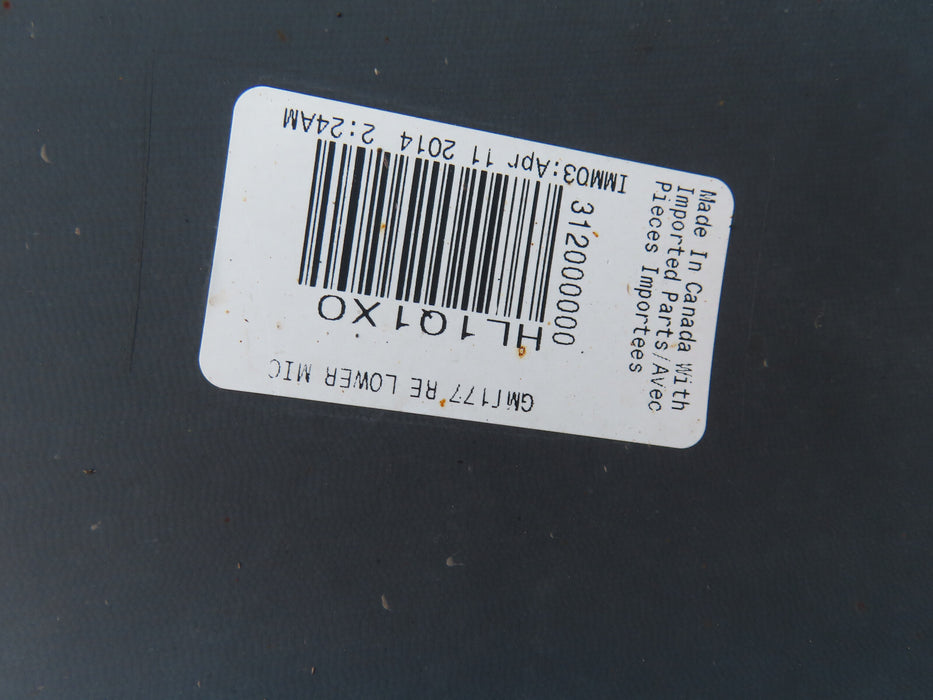 GMT177 RE LOWER MIC
HL1Q1XO
312000000
IMM03:Apr 11 2014 2:24AM
Made In Canada With
Imported Parts/Avec
Pieces Importees